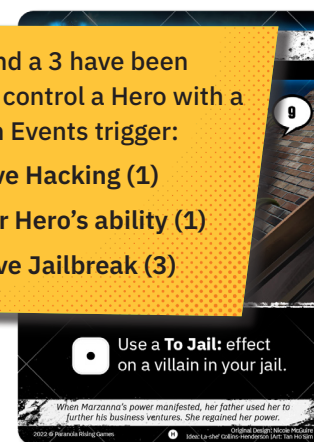 nd a 3 have been
control a Hero with a
n Events trigger:
ve Hacking (1)
r Hero's ability (1)
ve Jailbreak (3)
9
Use a To Jail: effect
on a villain in your jail.
When Marzanna's power manifested, her father used her to
further his business ventures. She regained her power.
2022 © Paranoia Rising Games
H
Original Design: Nicole McGuire
Idea: La-shef Collins-Henderson (Art: Tan Ho Sim